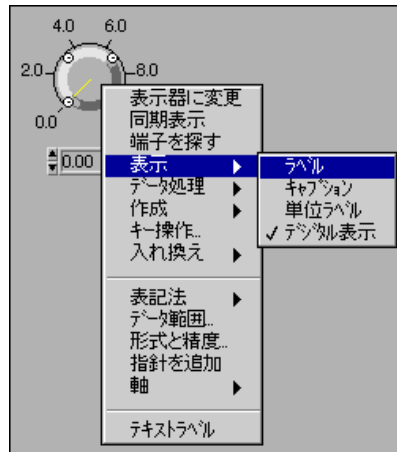 4.0 6.0
2.0 8.0
0.0
0.00
表示器に変更
同期表示
端子を探す
表示
ﾃﾞｰﾀ処理
作成
キー操作...
入れ換え
表記法
ﾃﾞｰﾀ範囲...
形式と精度...
指針を追加
軸
ﾃｷｽﾄﾗﾍﾞﾙ
ﾗﾍﾞﾙ
ｷｬﾌﾟｼｮﾝ
単位ﾗﾍﾞﾙ
✓ ﾃﾞｼﾞﾀﾙ表示